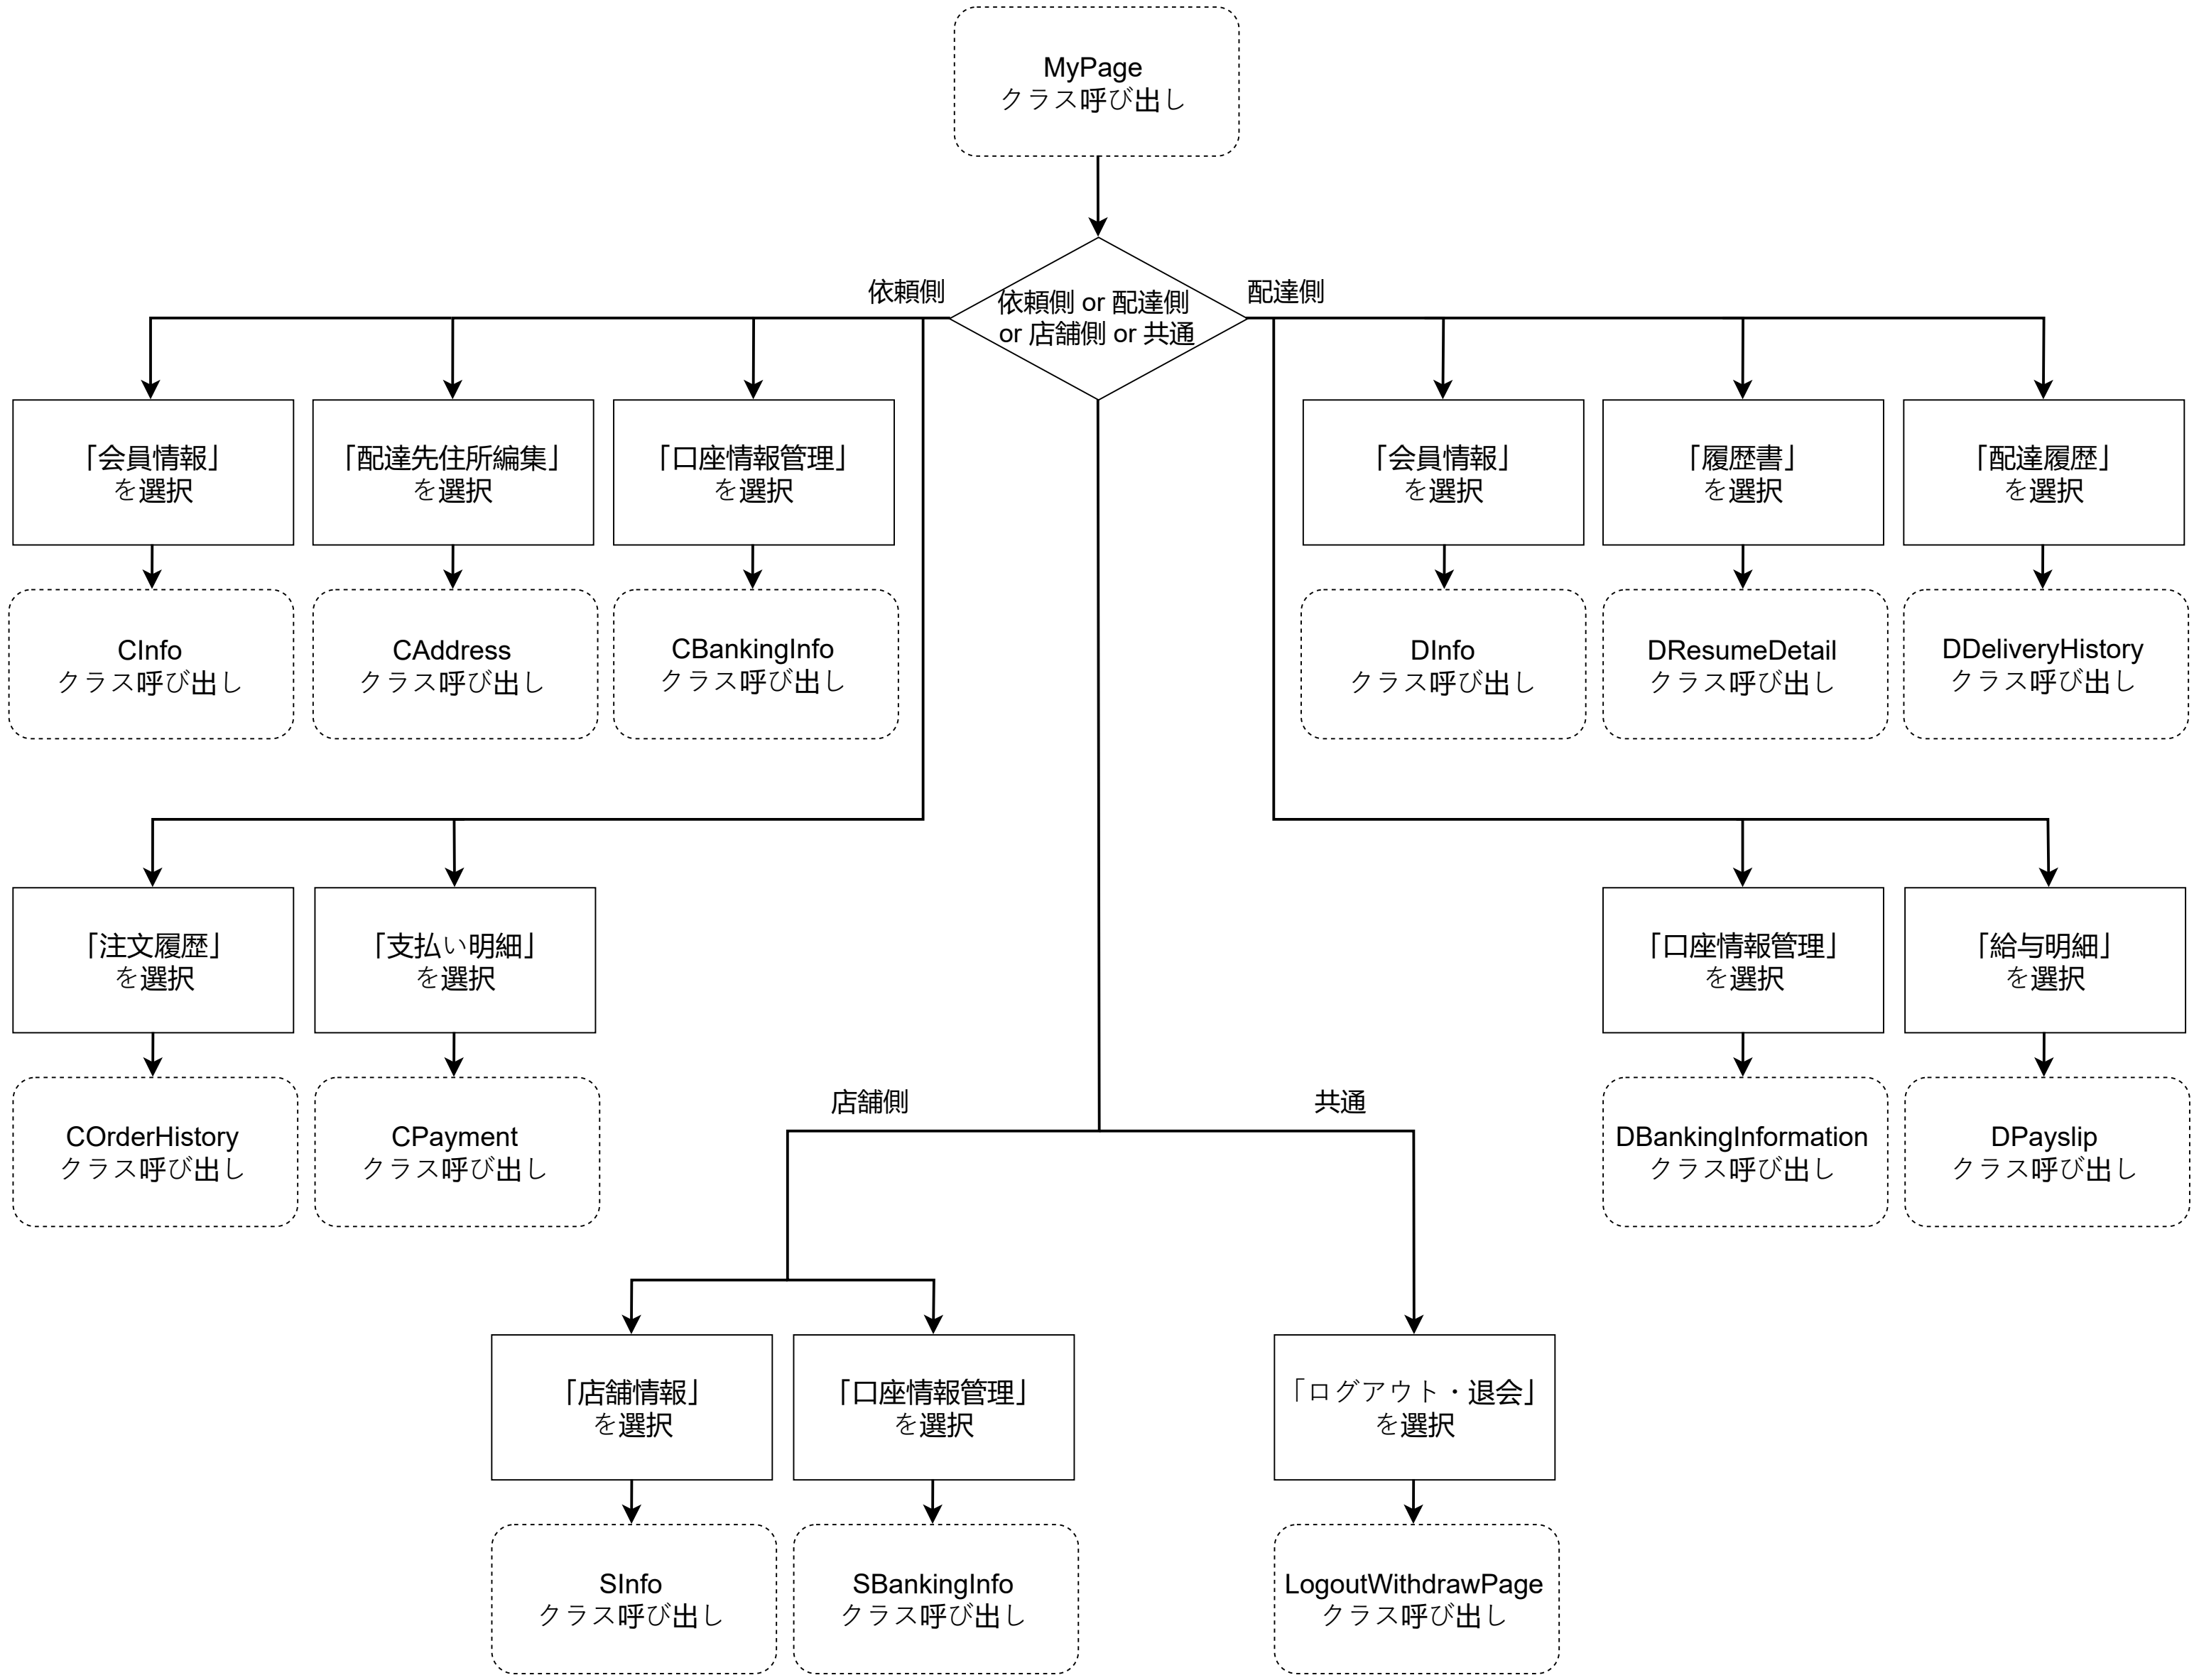 MyPage
クラス呼び出し
依頼側
依頼側 or 配達側
or 店舗側 or 共通
配達側
「会員情報」
を選択
「配達先住所編集」
を選択
「口座情報管理」
を選択
「会員情報」
を選択
「履歴書」
を選択
「配達履歴」
を選択
CInfo
クラス呼び出し
CAddress
クラス呼び出し
CBankingInfo
クラス呼び出し
DInfo
クラス呼び出し
DResumeDetail
クラス呼び出し
DDeliveryHistory
クラス呼び出し
「注文履歴」
を選択
「支払い明細」
を選択
「口座情報管理」
を選択
「給与明細」
を選択
COrderHistory
クラス呼び出し
CPayment
クラス呼び出し
店舗側
共通
DBankingInformation
クラス呼び出し
DPayslip
クラス呼び出し
「店舗情報」
を選択
「口座情報管理」
を選択
「ログアウト・退会」
を選択
SInfo
クラス呼び出し
SBankingInfo
クラス呼び出し
LogoutWithdrawPage
クラス呼び出し